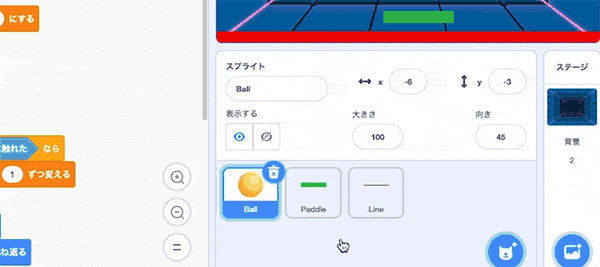 にする
に触れた なら
1 ずつ変える
ね返る
スプライト
Ball
x -6
y -3
表示する
大きさ
100
向き
45
Ball
Paddle
Line
ステージ
背景
2